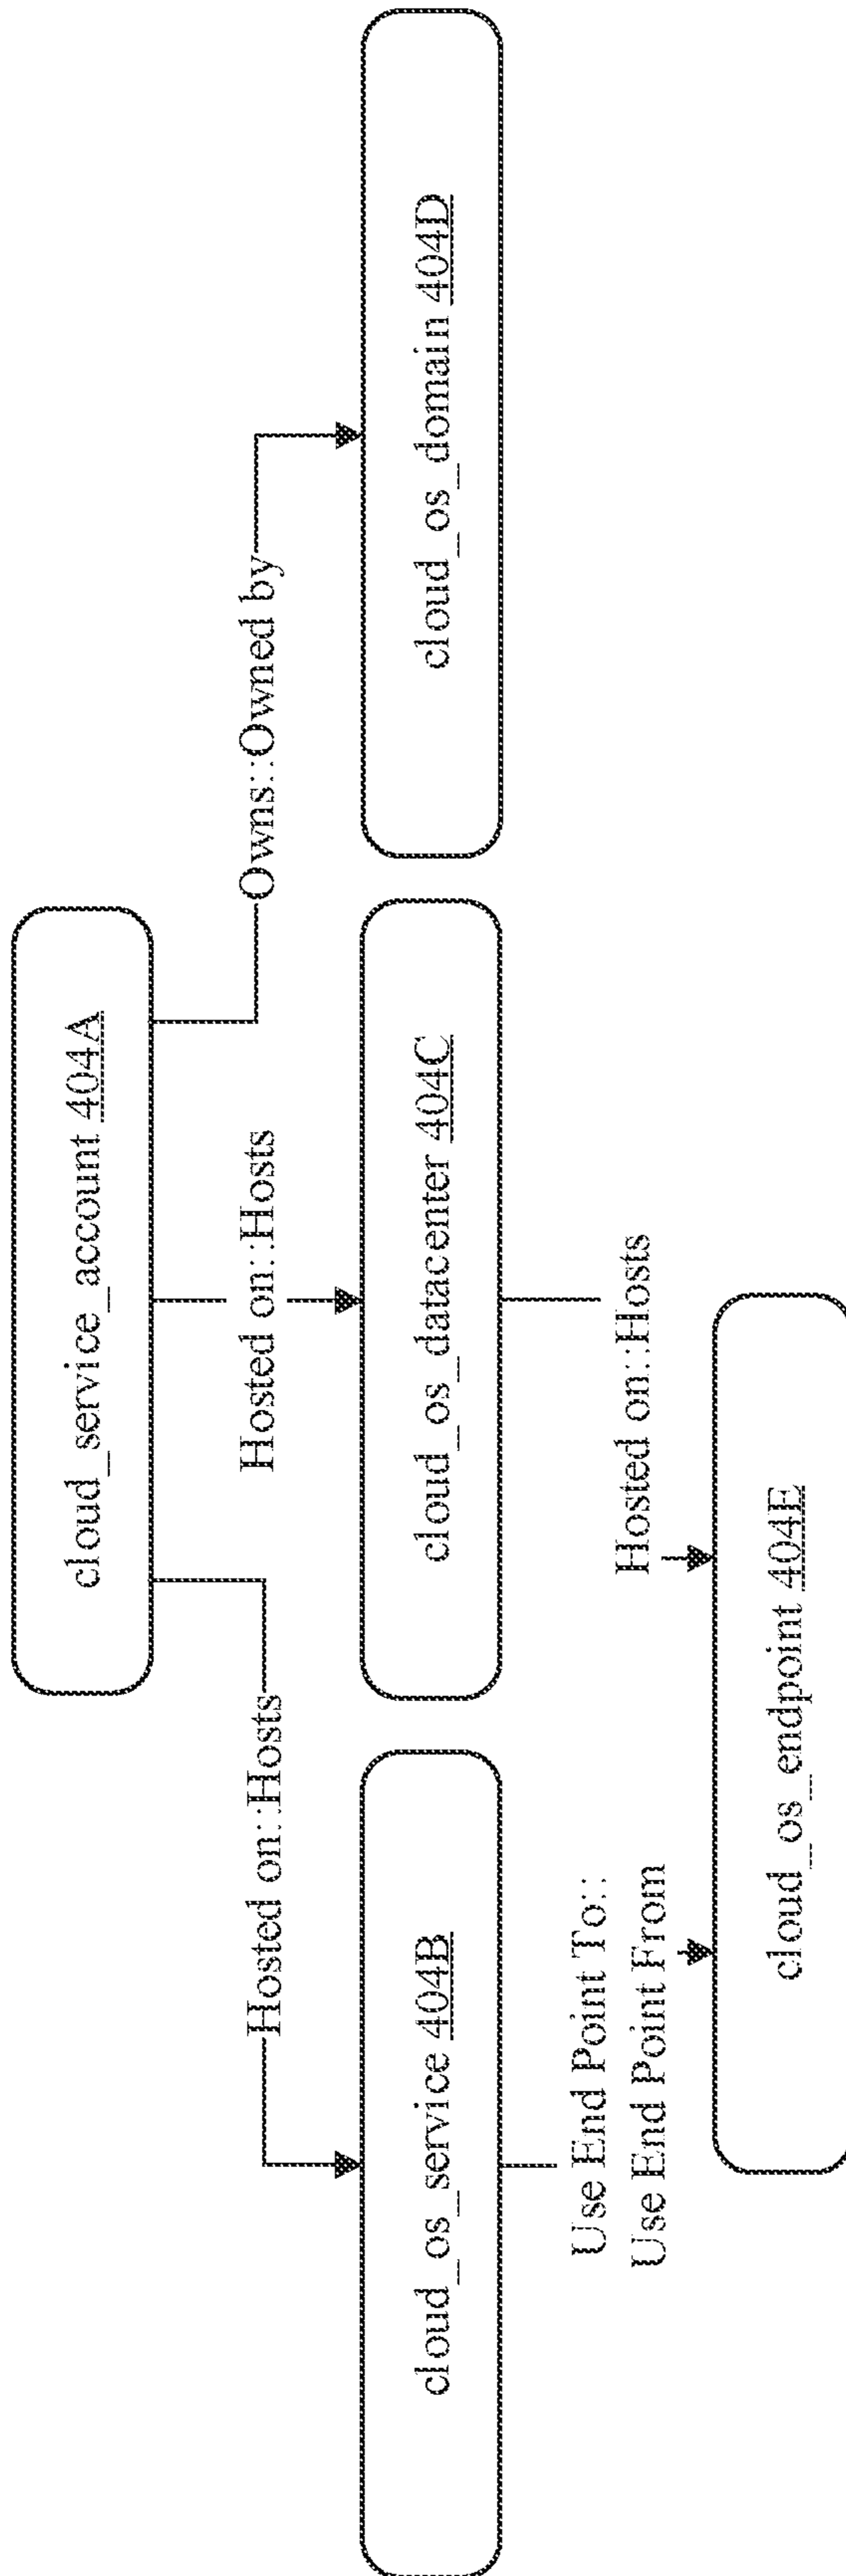 cloud_service_account 404A
Hosted on::Hosts
Hosted on::Hosts
Owns::Owned by
cloud_os_service 404B
cloud_os_datacenter 404C
cloud_os_domain 404D
Use End Point To::
Use End Point From
Hosted on::Hosts
cloud_os_endpoint 404E